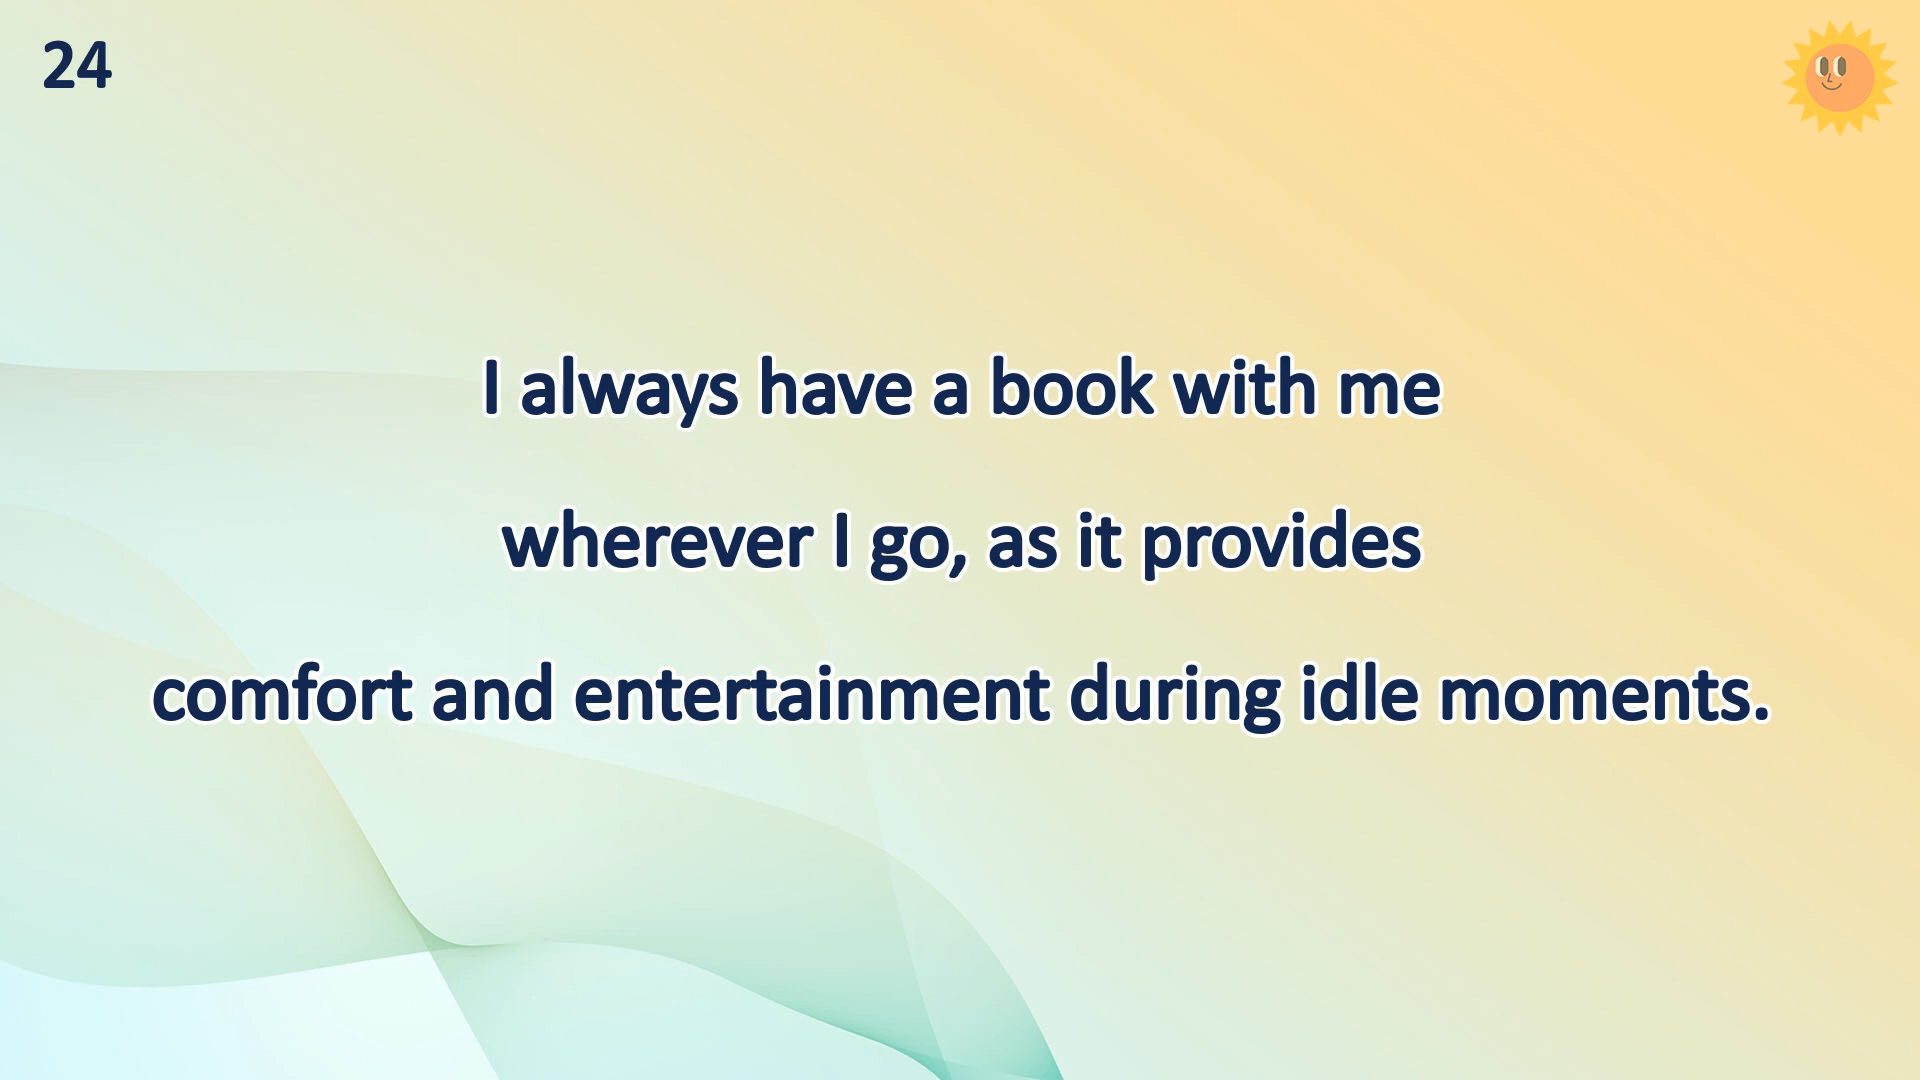 24
I always have a book with me
wherever I go, as it provides
comfort and entertainment during idle moments.